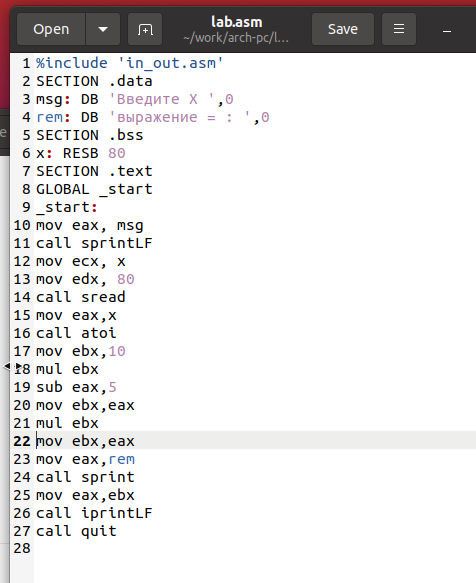 Open
lab.asm
~/work/arch-pc/l...
Save
1 %include 'in_out.asm'
2 SECTION .data
3 msg: DB 'Введите X ',0
4 rem: DB 'выражение = : ',0
5 SECTION .bss
6 x: RESB 80
7 SECTION .text
8 GLOBAL _start
9 _start:
10 mov eax, msg
11 call sprintLF
12 mov ecx, x
13 mov edx, 80
14 call sread
15 mov eax,x
16 call atoi
17 mov ebx,10
18 mul ebx
19 sub eax,5
20 mov ebx,eax
21 mul ebx
22 mov ebx,eax
23 mov eax,rem
24 call sprint
25 mov eax,ebx
26 call iprintLF
27 call quit
28